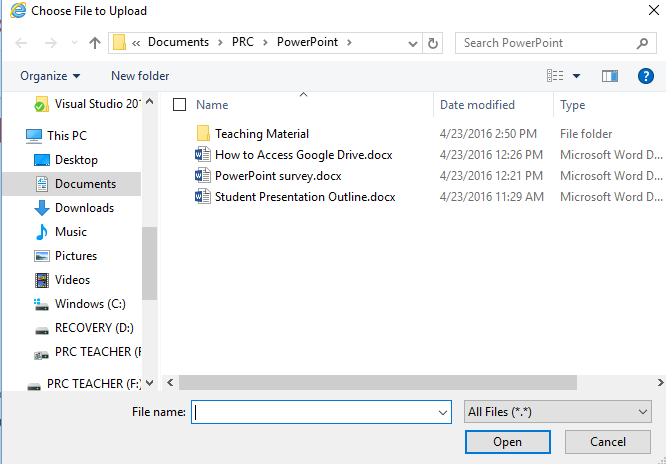 Choose File to Upload
« Documents > PRC > PowerPoint >
Search PowerPoint
Organize
New folder
?
Visual Studio 201
This PC
Desktop
Documents
Downloads
Music
Pictures
Videos
Windows (C:)
RECOVERY (D:)
PRC TEACHER (F
PRC TEACHER (F:)
Name Date modified Type
Teaching Material 4/23/2016 2:50 PM File folder
How to Access Google Drive.docx 4/23/2016 12:26 PM Microsoft Word D...
PowerPoint survey.docx 4/23/2016 12:21 PM Microsoft Word D...
Student Presentation Outline.docx 4/23/2016 11:29 AM Microsoft Word D...
File name:
All Files (*.*)
Open
Cancel